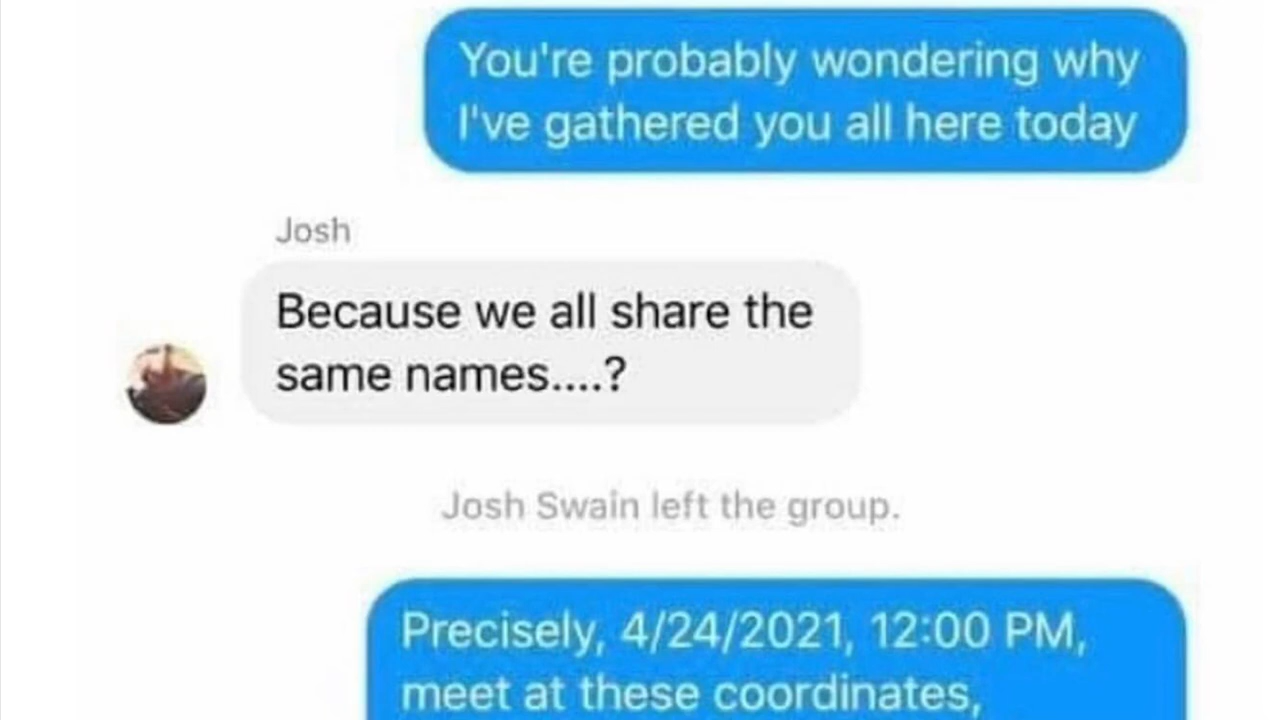 You're probably wondering why
I've gathered you all here today
Josh
Because we all share the
same names....?
Josh Swain left the group.
Precisely, 4/24/2021, 12:00 PM,
meet at these coordinates,